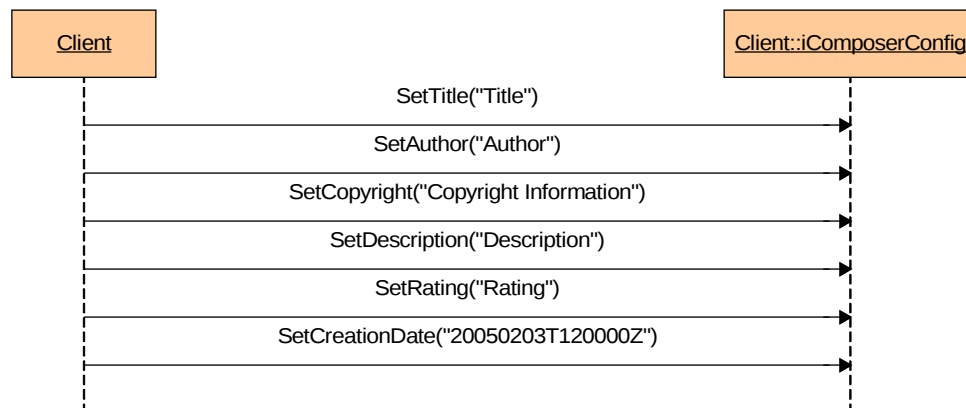 Client
Client::iComposerConfig
SetTitle("Title")
SetAuthor("Author")
SetCopyright("Copyright Information")
SetDescription("Description")
SetRating("Rating")
SetCreationDate("20050203T120000Z")